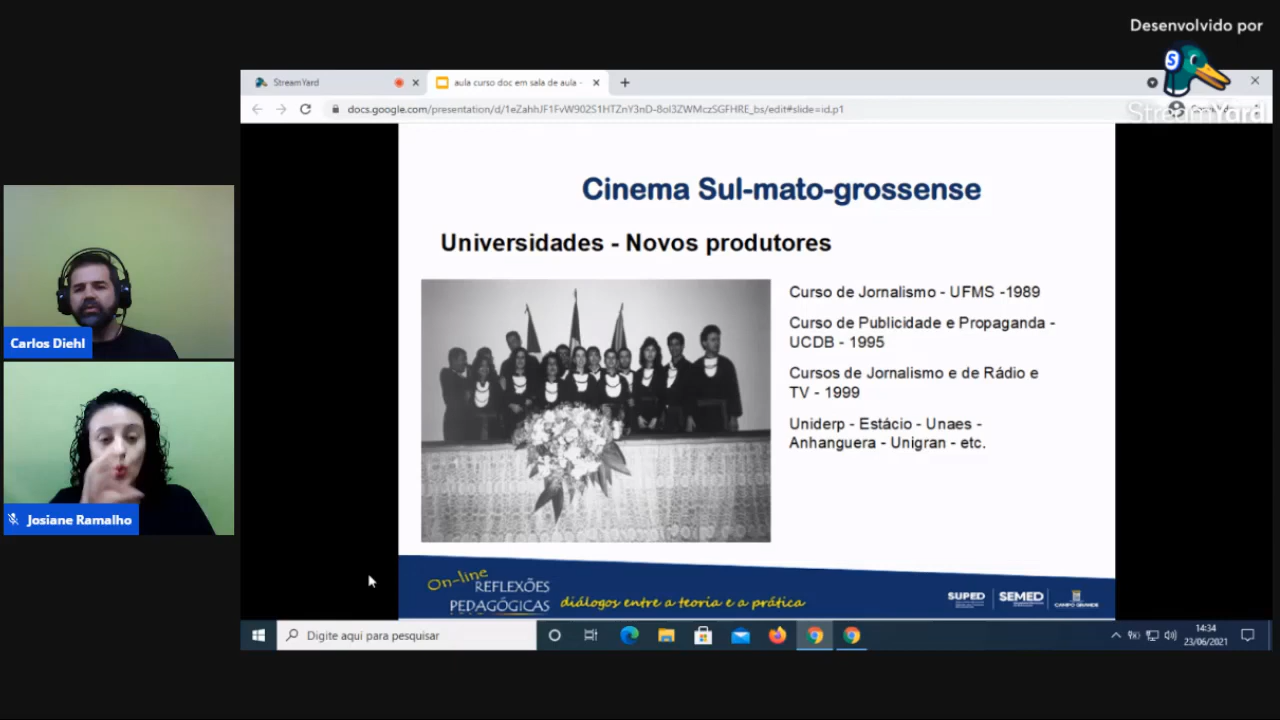 Desenvolvido por
StreamYard
StreamYard
aula curso doc em sala de aula -
docs.google.com/presentation/d/1eZahhJF1FvW902S1HTZnY3nD-8oI3ZWMczSGFHRE_bs/edit#slide=id.p1
Cinema Sul-mato-grossense
Universidades - Novos produtores
Curso de Jornalismo - UFMS -1989
Curso de Publicidade e Propaganda -
UCDB - 1995
Cursos de Jornalismo e de Rádio e
TV - 1999
Uniderp - Estácio - Unaes -
Anhanguera - Unigran - etc.
Carlos Diehl
Josiane Ramalho
On-line
REFLEXÕES
PEDAGÓGICAS
diálogos entre a teoria e a prática
SUPED
SEMED
CAMPO GRANDE
Digite aqui para pesquisar
14:34
23/06/2021